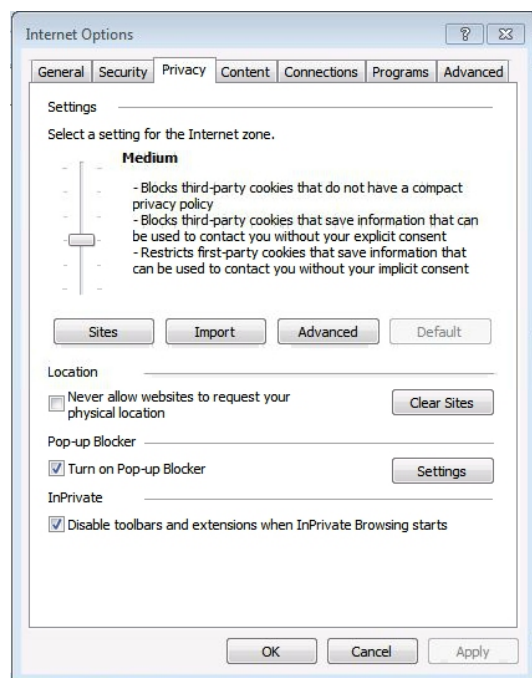 Internet Options
General Security Privacy Content Connections Programs Advanced
Settings
Select a setting for the Internet zone.
Medium
- Blocks third-party cookies that do not have a compact
privacy policy
- Blocks third-party cookies that save information that can
be used to contact you without your explicit consent
- Restricts first-party cookies that save information that
can be used to contact you without your implicit consent
Sites Import Advanced Default
Location
Never allow websites to request your
physical location
Clear Sites
Pop-up Blocker
Turn on Pop-up Blocker
Settings
InPrivate
Disable toolbars and extensions when InPrivate Browsing starts
OK Cancel Apply